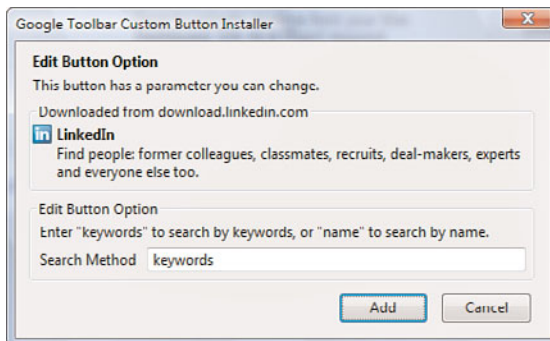 Google Toolbar Custom Button Installer
Edit Button Option
This button has a parameter you can change.
Downloaded from download.linkedin.com
in LinkedIn
Find people: former colleagues, classmates, recruits, deal-makers, experts
and everyone else too.
Edit Button Option
Enter "keywords" to search by keywords, or "name" to search by name.
Search Method keywords
Add Cancel